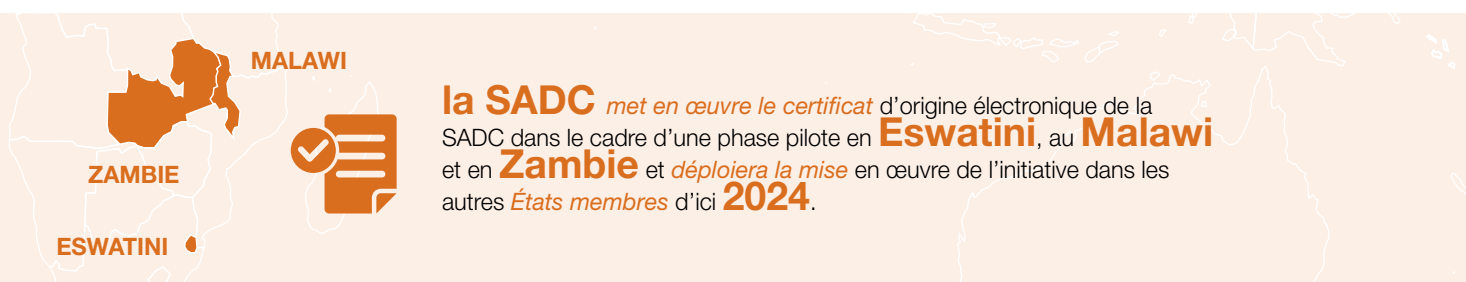 MALAWI
ZAMBIE
ESWATINI
la SADC met en œuvre le certificat d'origine électronique de la
SADC dans le cadre d'une phase pilote en Eswatini, au Malawi
et en Zambie et déploiera la mise en œuvre de l'initiative dans les
autres États membres d'ici 2024.